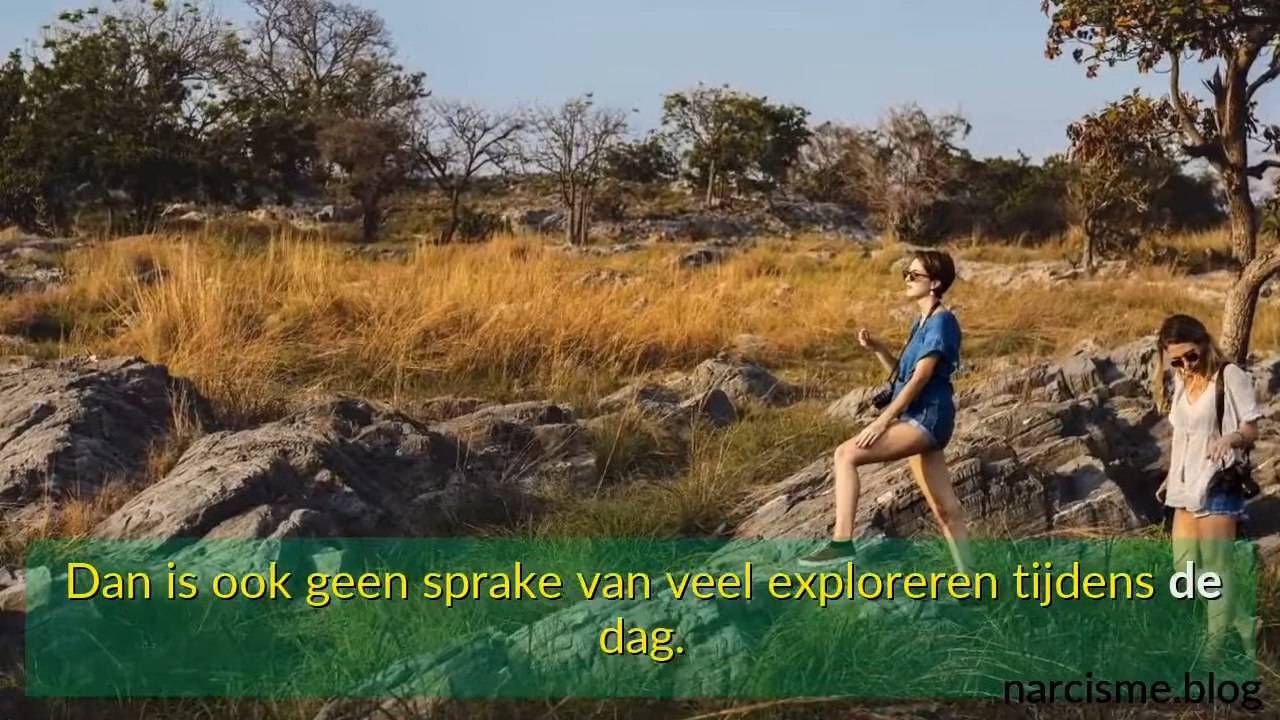 Dan is ook geen sprake van veel exploreren tijdens de
dag.
narcisme.blog